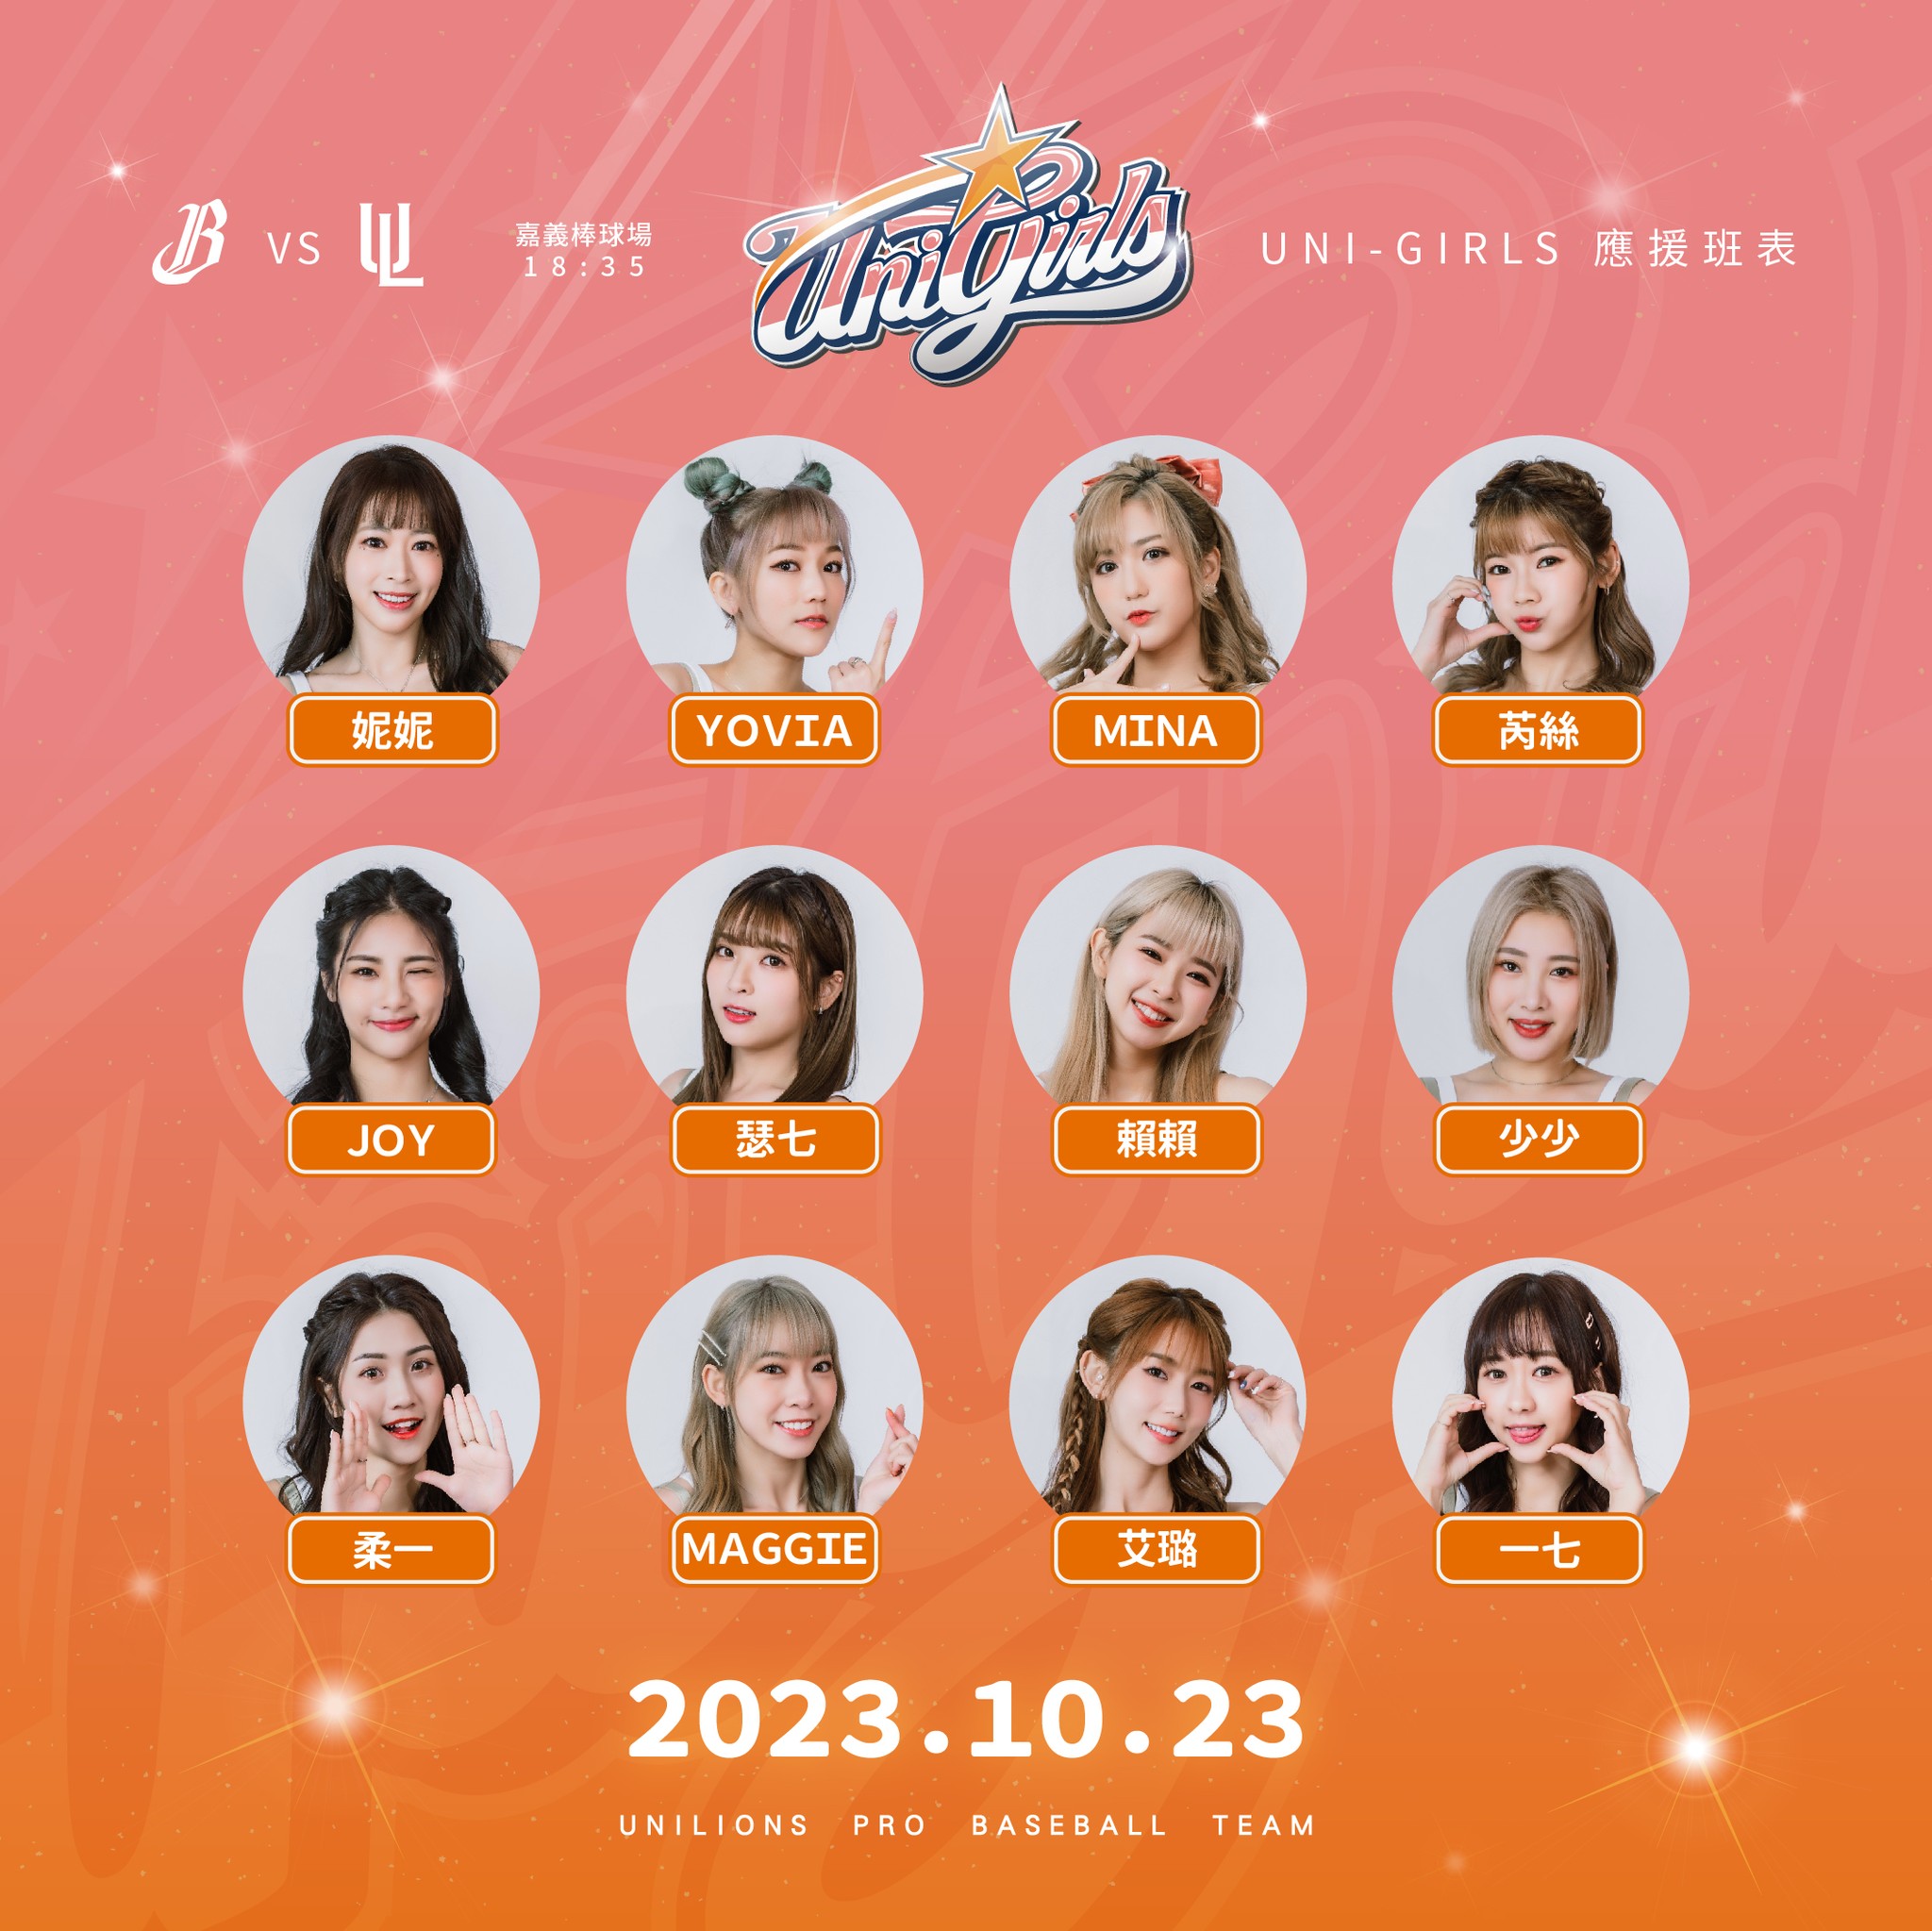 B VS UL
嘉義棒球場
18:35
UniGirls
UNI-GIRLS 應援班表
妮妮
YOVIA
MINA
芮絲
JOY
瑟七
賴賴
少少
柔一
MAGGIE
艾璐
一七
2023.10.23
UNILIONS PRO BASEBALL TEAM